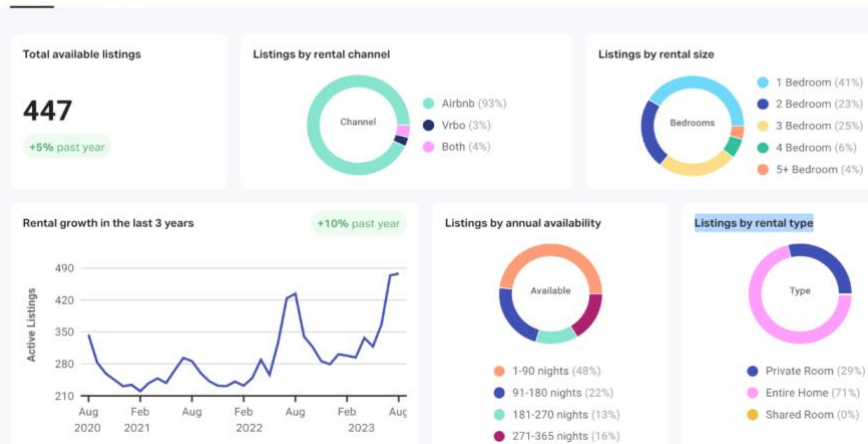 Total available listings
447
+5% past year
Listings by rental channel
Channel
Airbnb (93%)
Vrbo (3%)
Both (4%)
Listings by rental size
Bedrooms
1 Bedroom (41%)
2 Bedroom (23%)
3 Bedroom (25%)
4 Bedroom (6%)
5+ Bedroom (4%)
Rental growth in the last 3 years
+10% past year
Active Listings
490
420
350
280
210
Aug Feb Aug Feb Aug Feb Aug
2020 2021 2022 2023
Listings by annual availability
Available
1-90 nights (48%)
91-180 nights (22%)
181-270 nights (13%)
271-365 nights (16%)
Listings by rental type
Type
Private Room (29%)
Entire Home (71%)
Shared Room (0%)